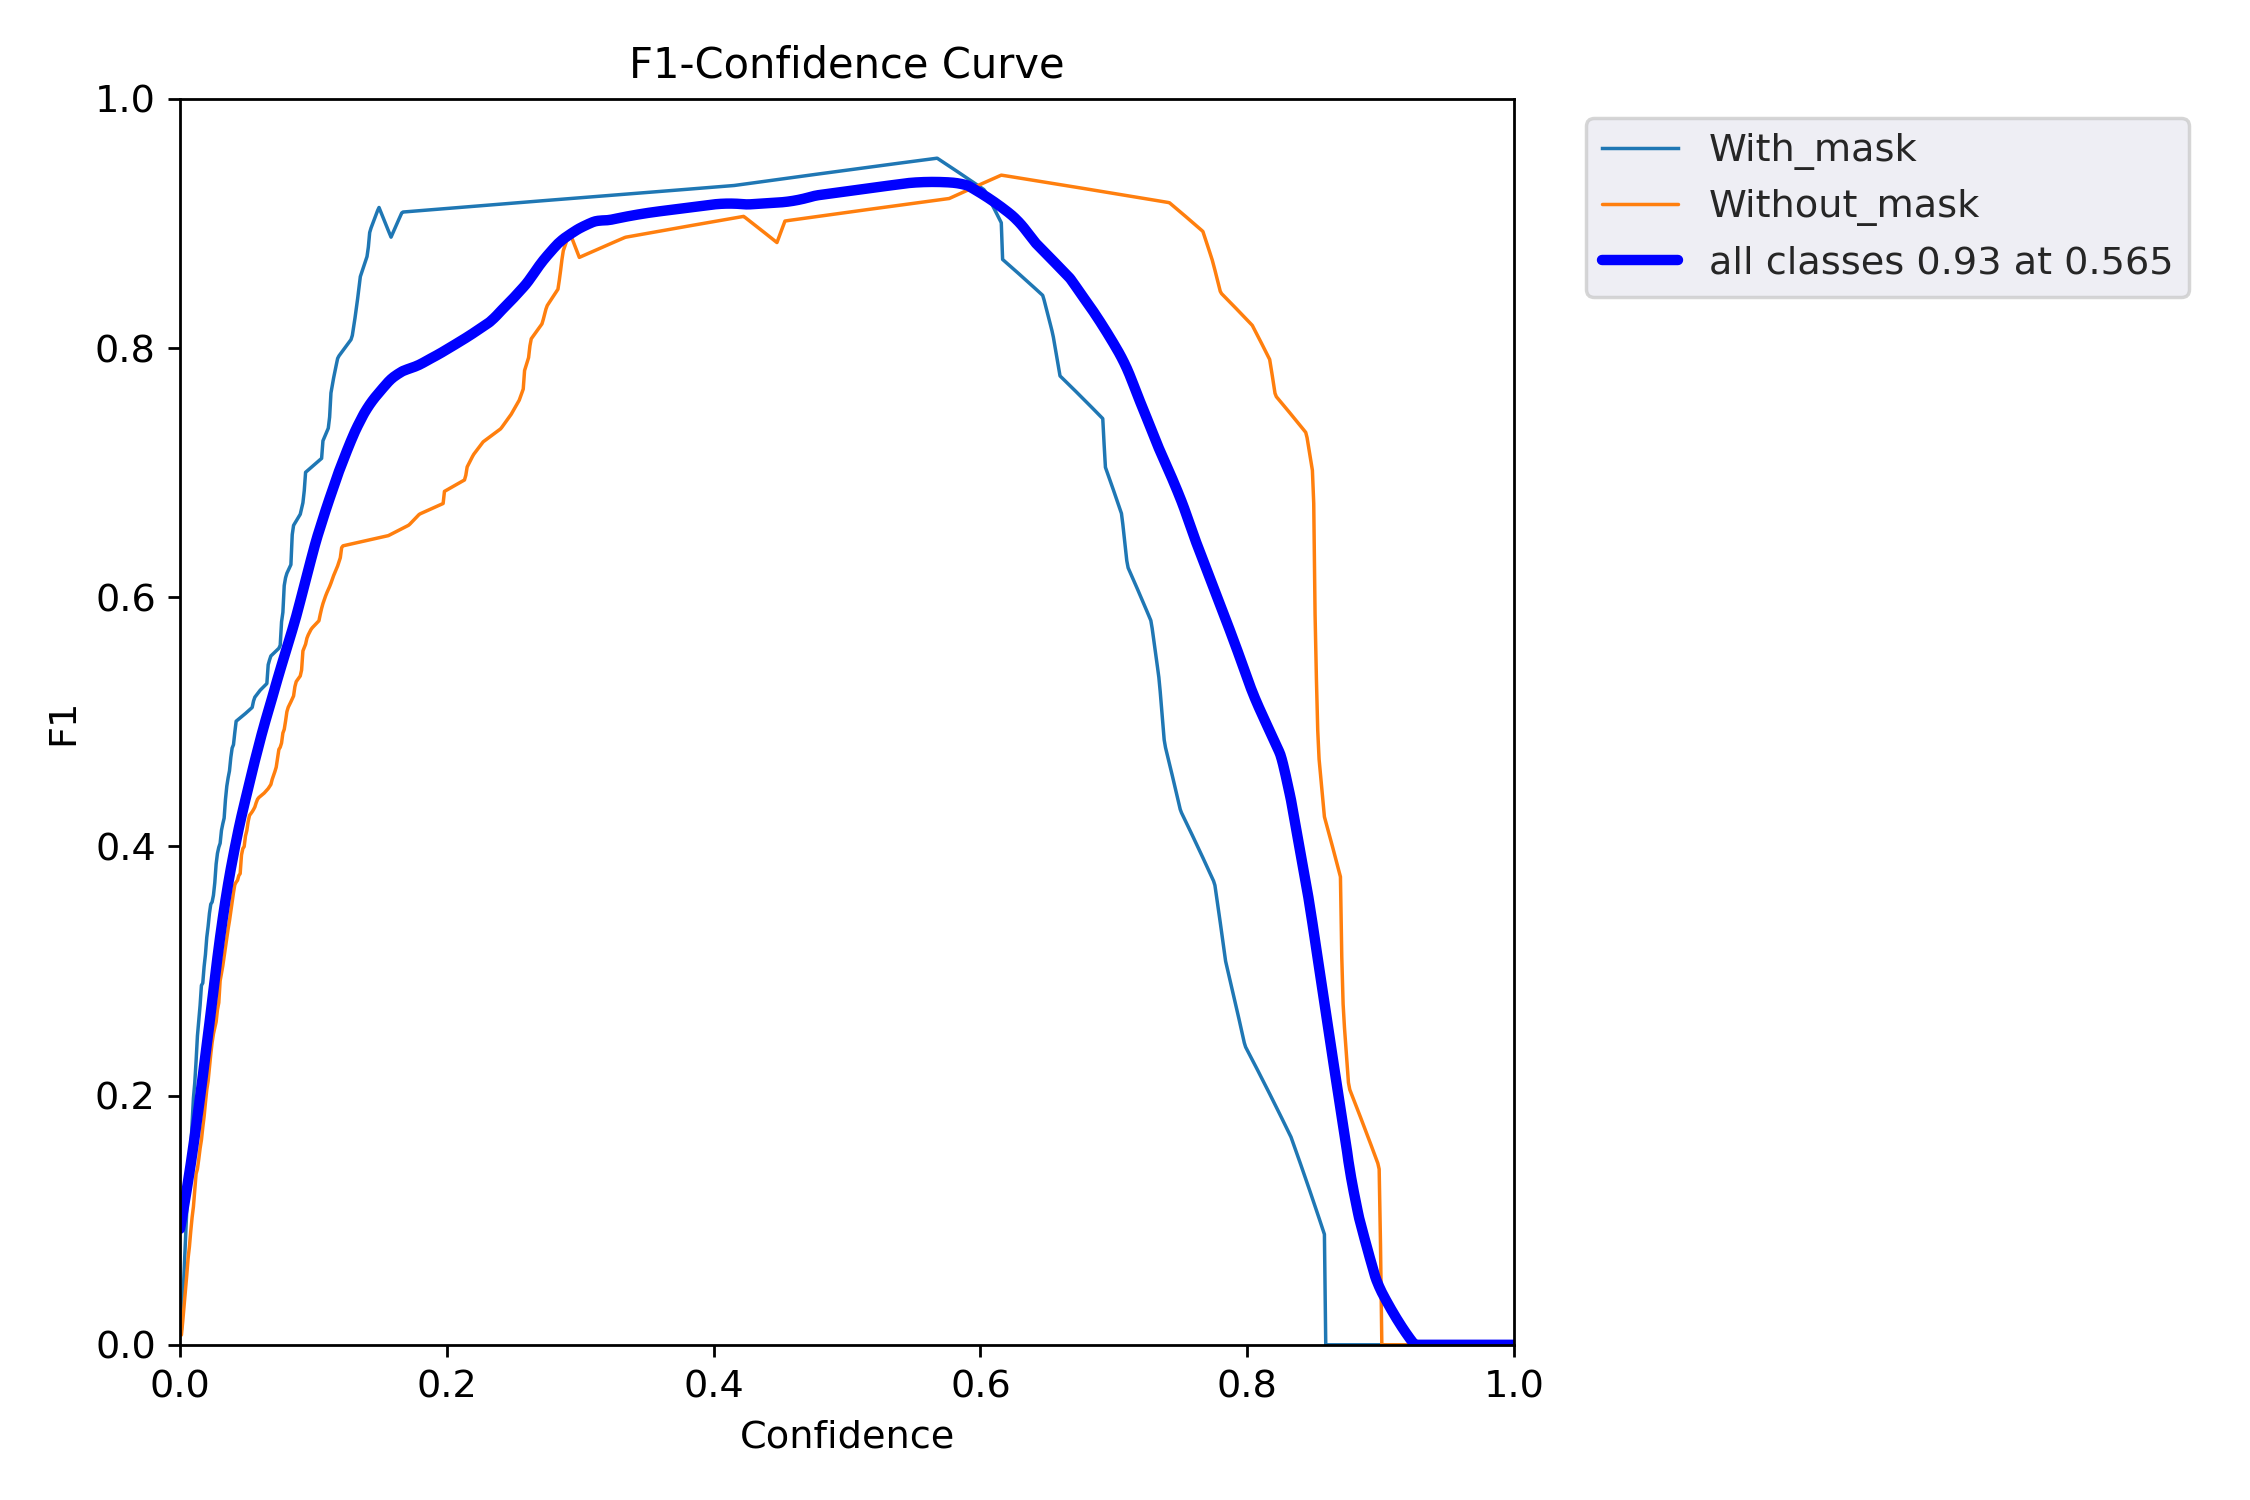 F1-Confidence Curve
1.0
0.8
0.6
0.4
0.2
0.0
F1
0.0 0.2 0.4 0.6 0.8 1.0
Confidence
With_mask
Without_mask
all classes 0.93 at 0.565